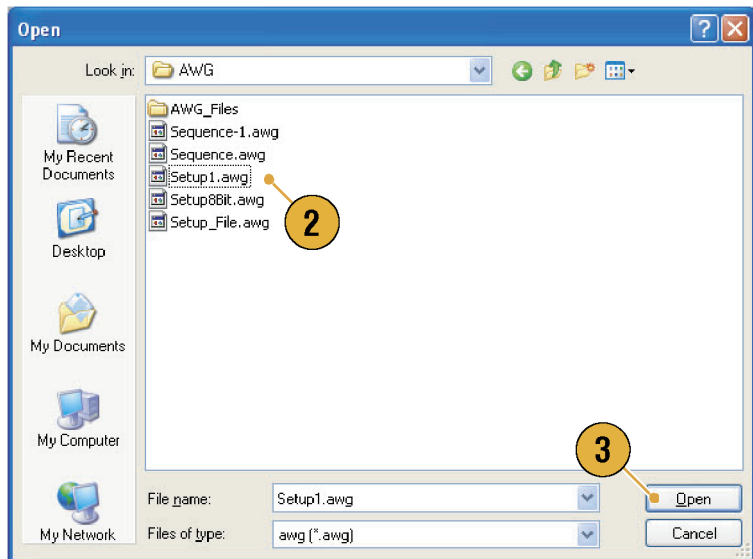 Open
Look in:
AWG
My Recent
Documents
Desktop
My Documents
My Computer
My Network
AWG_Files
Sequence-1.awg
Sequence.awg
Setup1.awg
Setup8Bit.awg
Setup_File.awg
2
3
File name:
Setup1.awg
Open
Files of type:
awg (*.awg)
Cancel